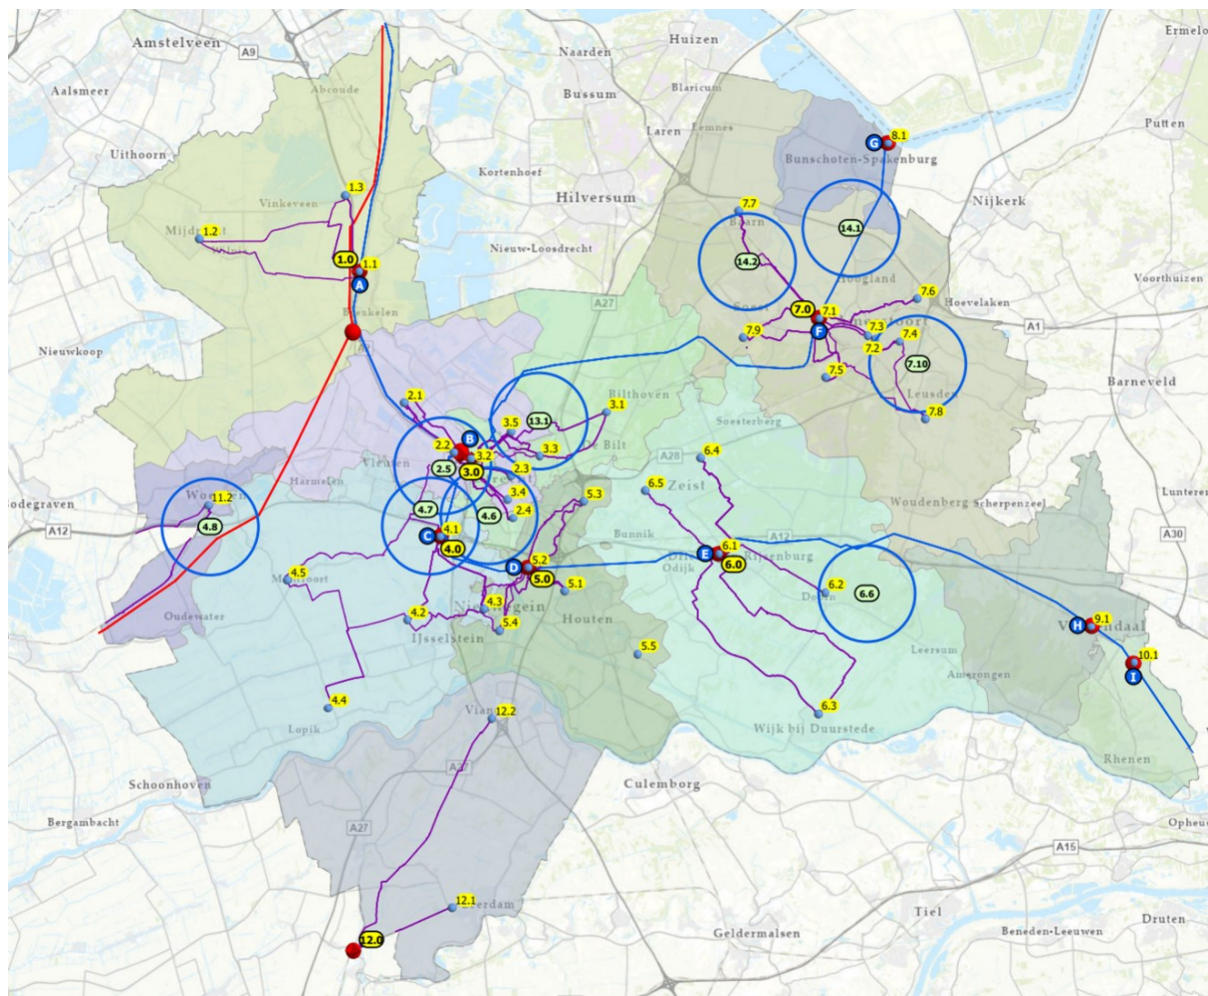 Amstelveen
A9
Naarden
Huizen
Ermelo
Aalsmeer
Abcoude
Bussum
Blaricum
Putten
Laren
Lemnes
G
8.1
Uithoorn
Bunschoten-Spakenburg
Kortenhoef
1.3
Vinkeveen
Hilversum
Nijkerk
7.7
1.2
Baarn
14.1
Nieuw-Loosdrecht
1.0
1.1
14.2
Hoogland
Voorthuizen
A
7.6
Hoevelaken
A27
7.0
7.1
F
7.3
A1
7.9
7.2
7.4
Nieuwkoop
7.5
7.10
Barneveld
Leusden
2.1
Bilthoven
3.1
7.8
3.5
13.1
Soesterberg
B
2.2
3.2
3.3
De Bilt
6.4
A28
Vleuten
2.5
3.0
2.3
Harmelen
6.5
Zeist
Lunteren
11.2
3.4
5.3
Woudenberg
Scherpenzeel
4.7
4.6
2.4
A12
4.8
C
4.1
Bunnik
A12
A30
4.0
E
6.1
Rijsenburg
D
5.2
6.0
Odijk
5.0
4.5
5.1
6.2
6.6
4.3
Oudewater
4.2
Houten
H
9.1
IJsselstein
5.4
5.5
Leersum
10.1
Amerongen
I
4.4
12.2
6.3
Lopik
Wijk bij Duurstede
Rhenen
Schoonhoven
Culemborg
Bergambacht
A27
A15
12.1
Tiel
Druten
12.0
Geldermalsen
Beneden-Leeuwen